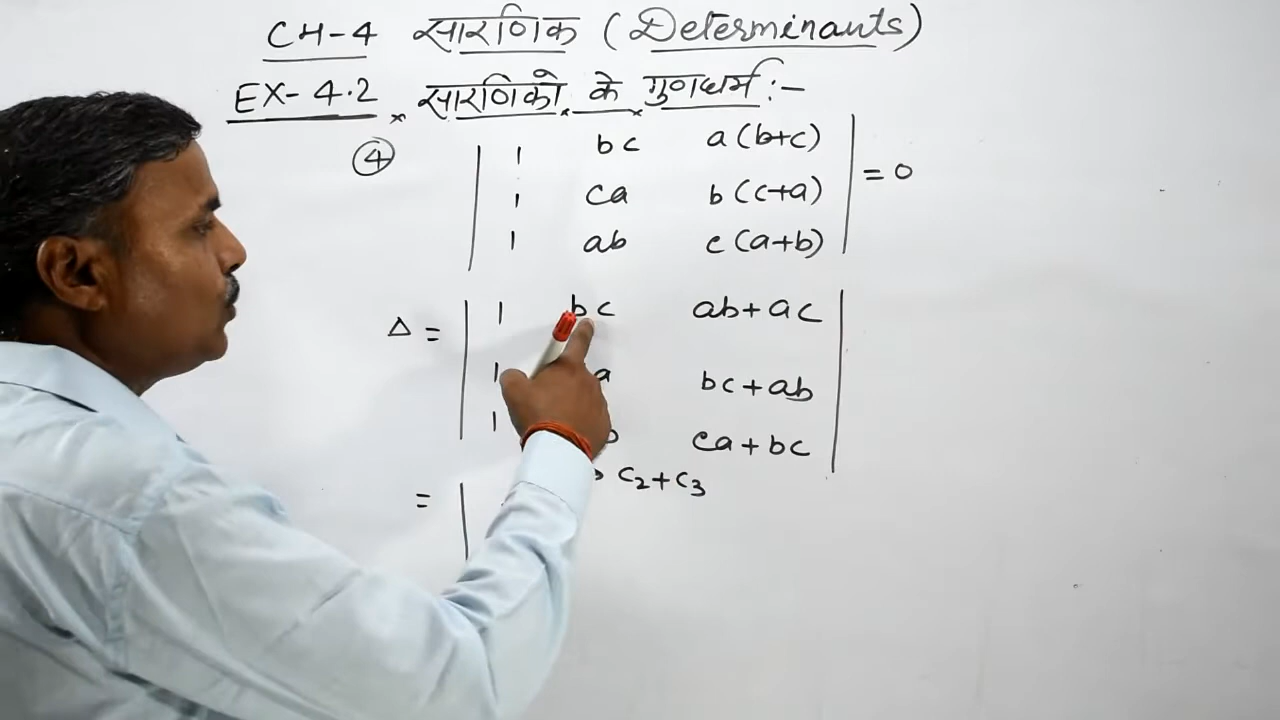 CH-4 सारणिक (Determinants)
EX-4.2 सारणिको के गुणधर्म :-
④ | 1 bc a(b+c) |
| 1 ca b(c+a) | = 0
| 1 ab c(a+b) |
Δ = | 1 bc ab+ac |
| 1 a bc+ab |
| 1 ca+bc |
C₂+C₃
= |